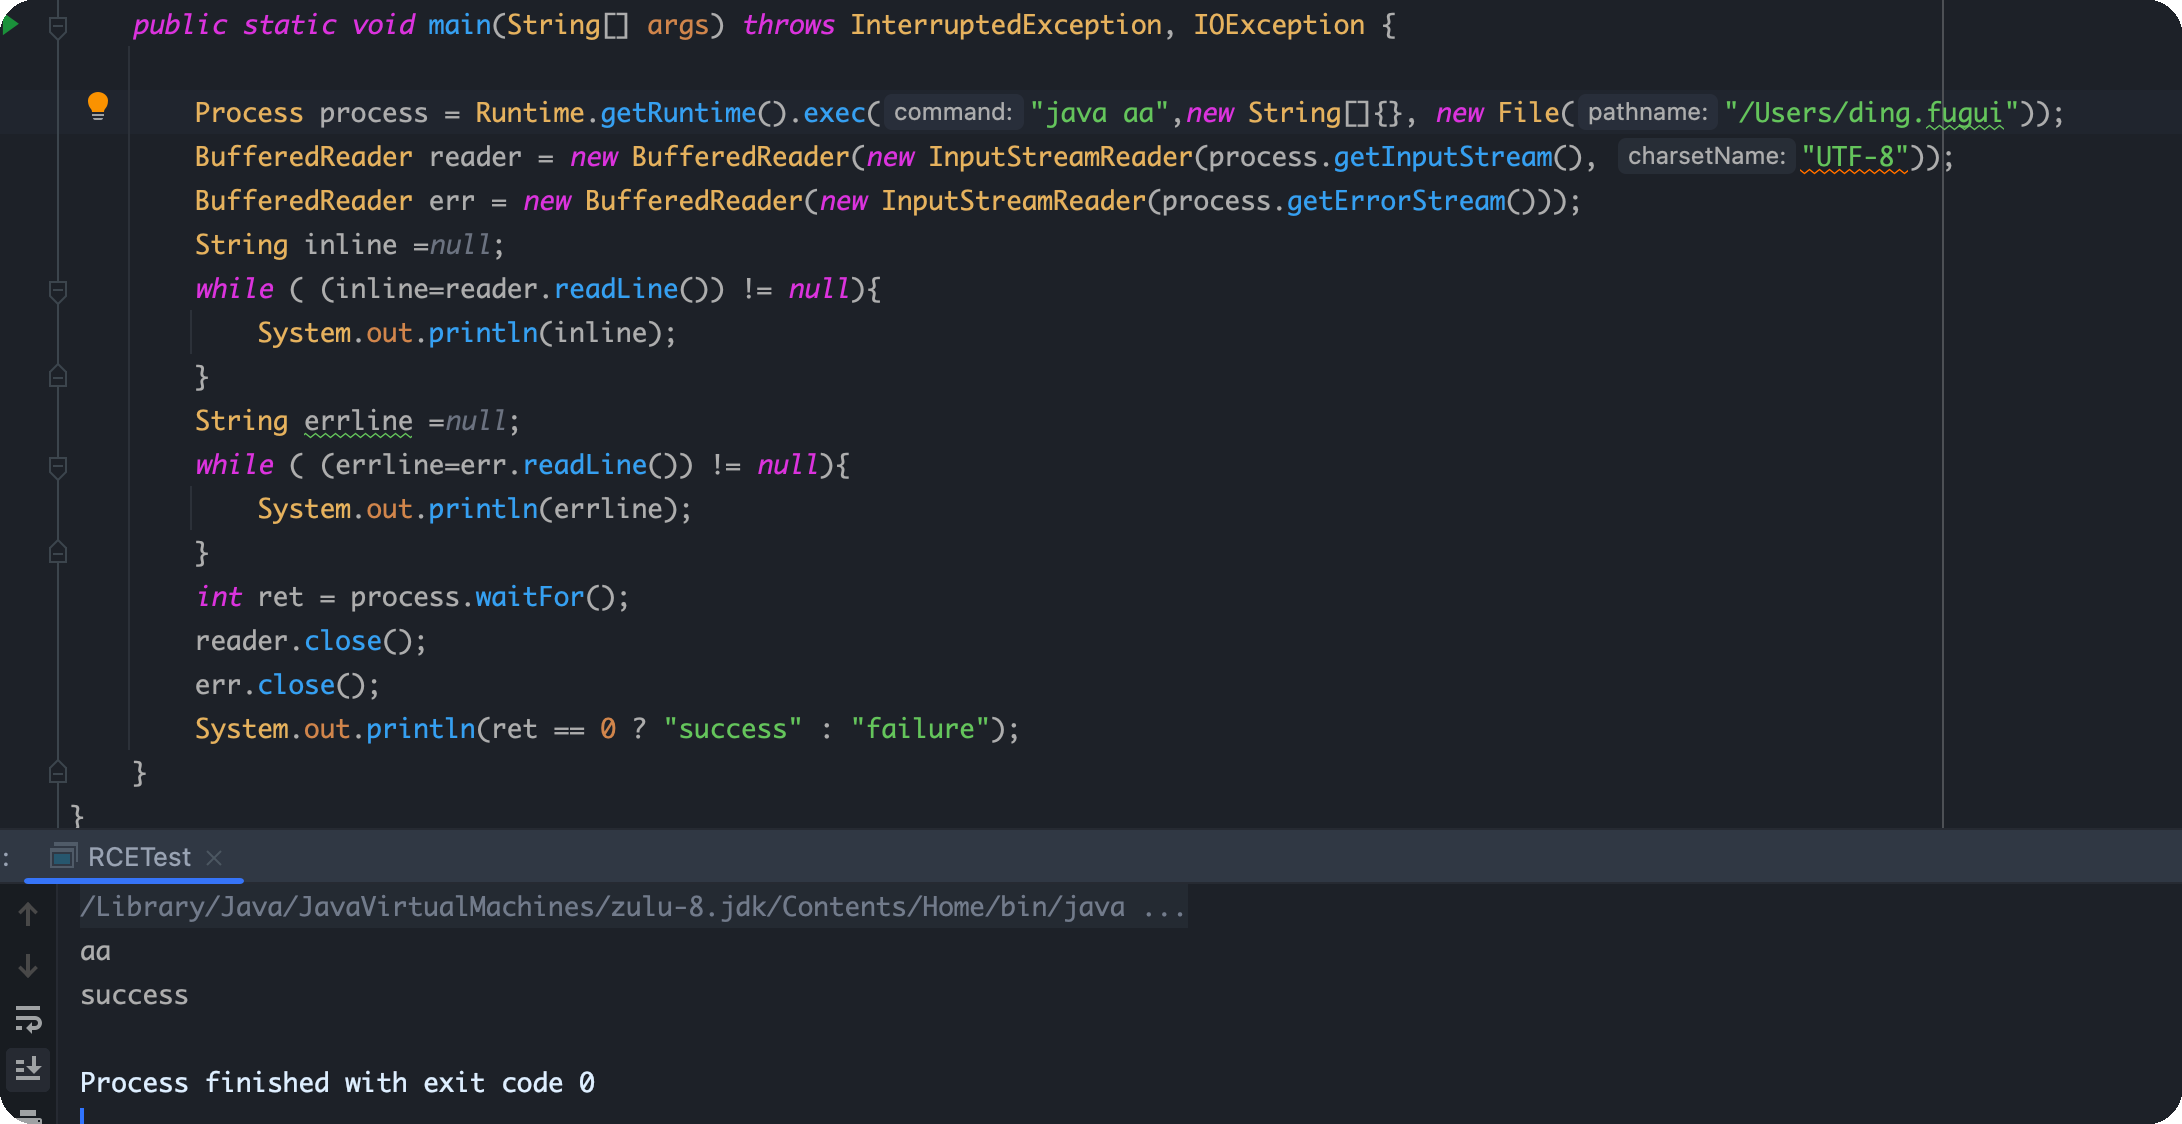 public static void main(String[] args) throws InterruptedException, IOException {
Process process = Runtime.getRuntime().exec( command: "java aa",new String[]{}, new File( pathname: "/Users/ding.fugui"));
BufferedReader reader = new BufferedReader(new InputStreamReader(process.getInputStream(), charsetName: "UTF-8"));
BufferedReader err = new BufferedReader(new InputStreamReader(process.getErrorStream()));
String inline =null;
while ( (inline=reader.readLine()) != null){
System.out.println(inline);
}
String errline =null;
while ( (errline=err.readLine()) != null){
System.out.println(errline);
}
int ret = process.waitFor();
reader.close();
err.close();
System.out.println(ret == 0 ? "success" : "failure");
}
}
: RCETest ×
/Library/Java/JavaVirtualMachines/zulu-8.jdk/Contents/Home/bin/java ...
aa
success
Process finished with exit code 0